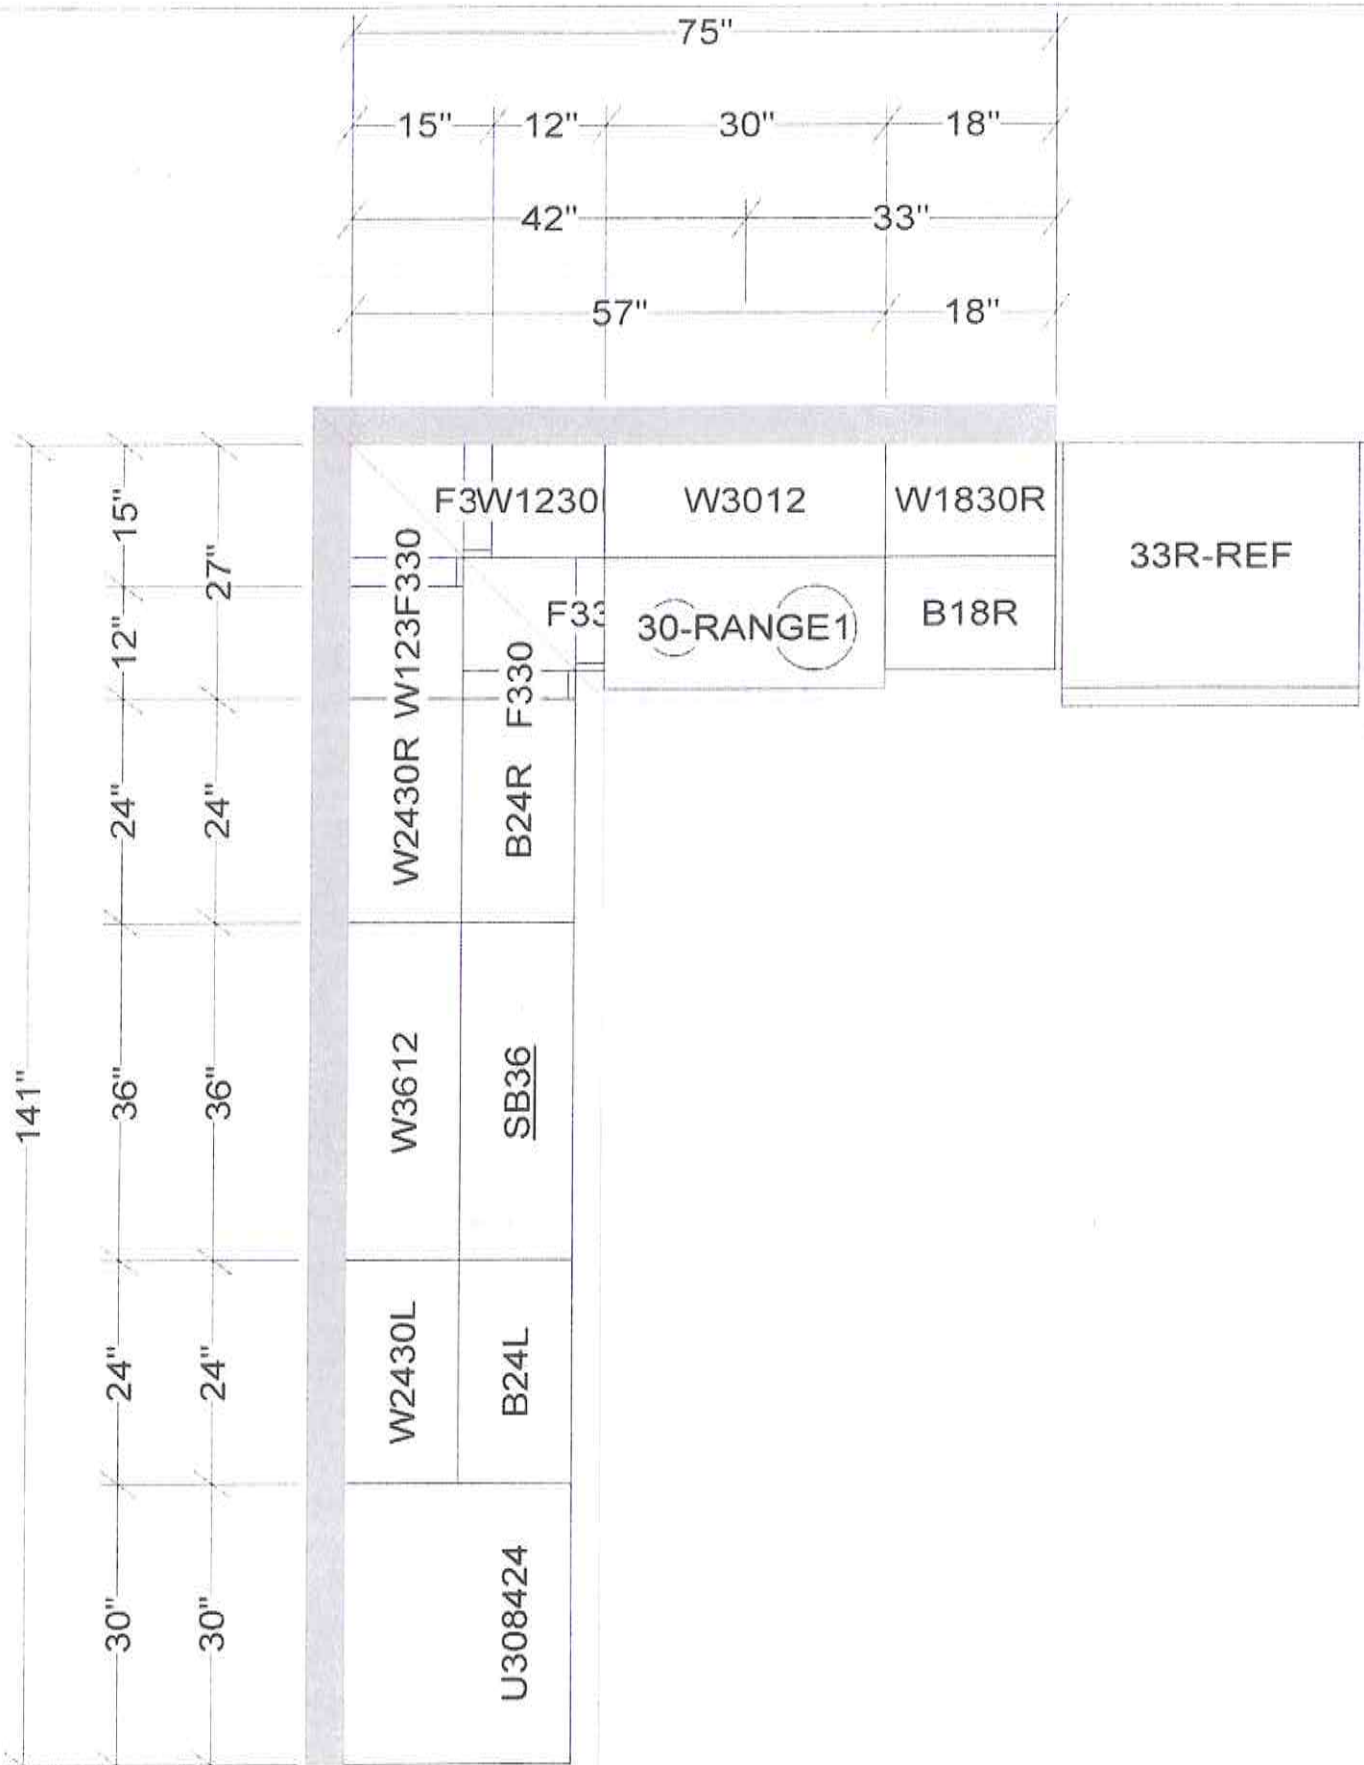 75"
15" 12" 30" 18"
42" 33"
57" 18"
F3W1230
W3012
W1830R
33R-REF
F33
30-RANGE1
B18R
141"
15"
12"
24"
36"
24"
30"
27"
24"
36"
24"
30"
W2430R W123F330
B24R F330
W3612
SB36
W2430L
B24L
U308424